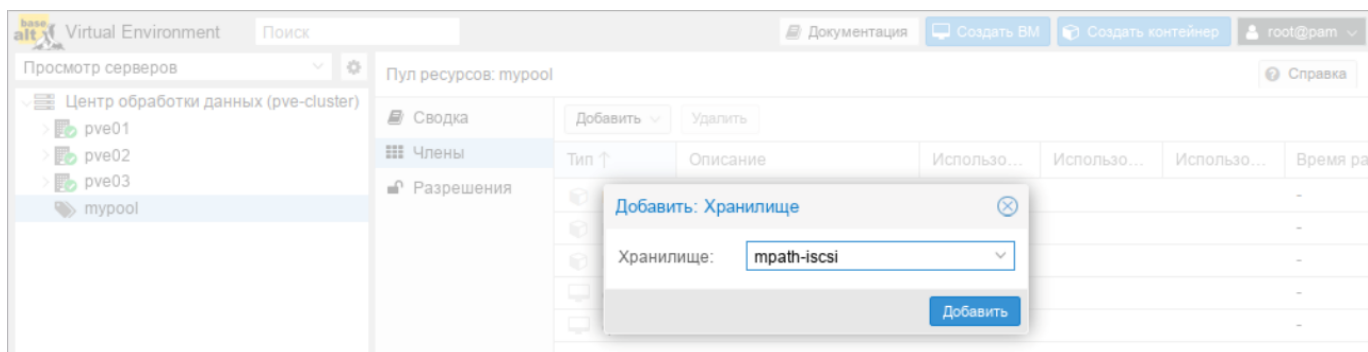 base
alt Virtual Environment Поиск Документация Создать ВМ Создать контейнер root@pam
Просмотр серверов Пул ресурсов: mypool Справка
Центр обработки данных (pve-cluster) Сводка Добавить Удалить
pve01
pve02 Члены Тип Описание Использо... Использо... Использо... Время ра
pve03 Разрешения
mypool Добавить: Хранилище -
-
Хранилище: mpath-iscsi -
-
Добавить -